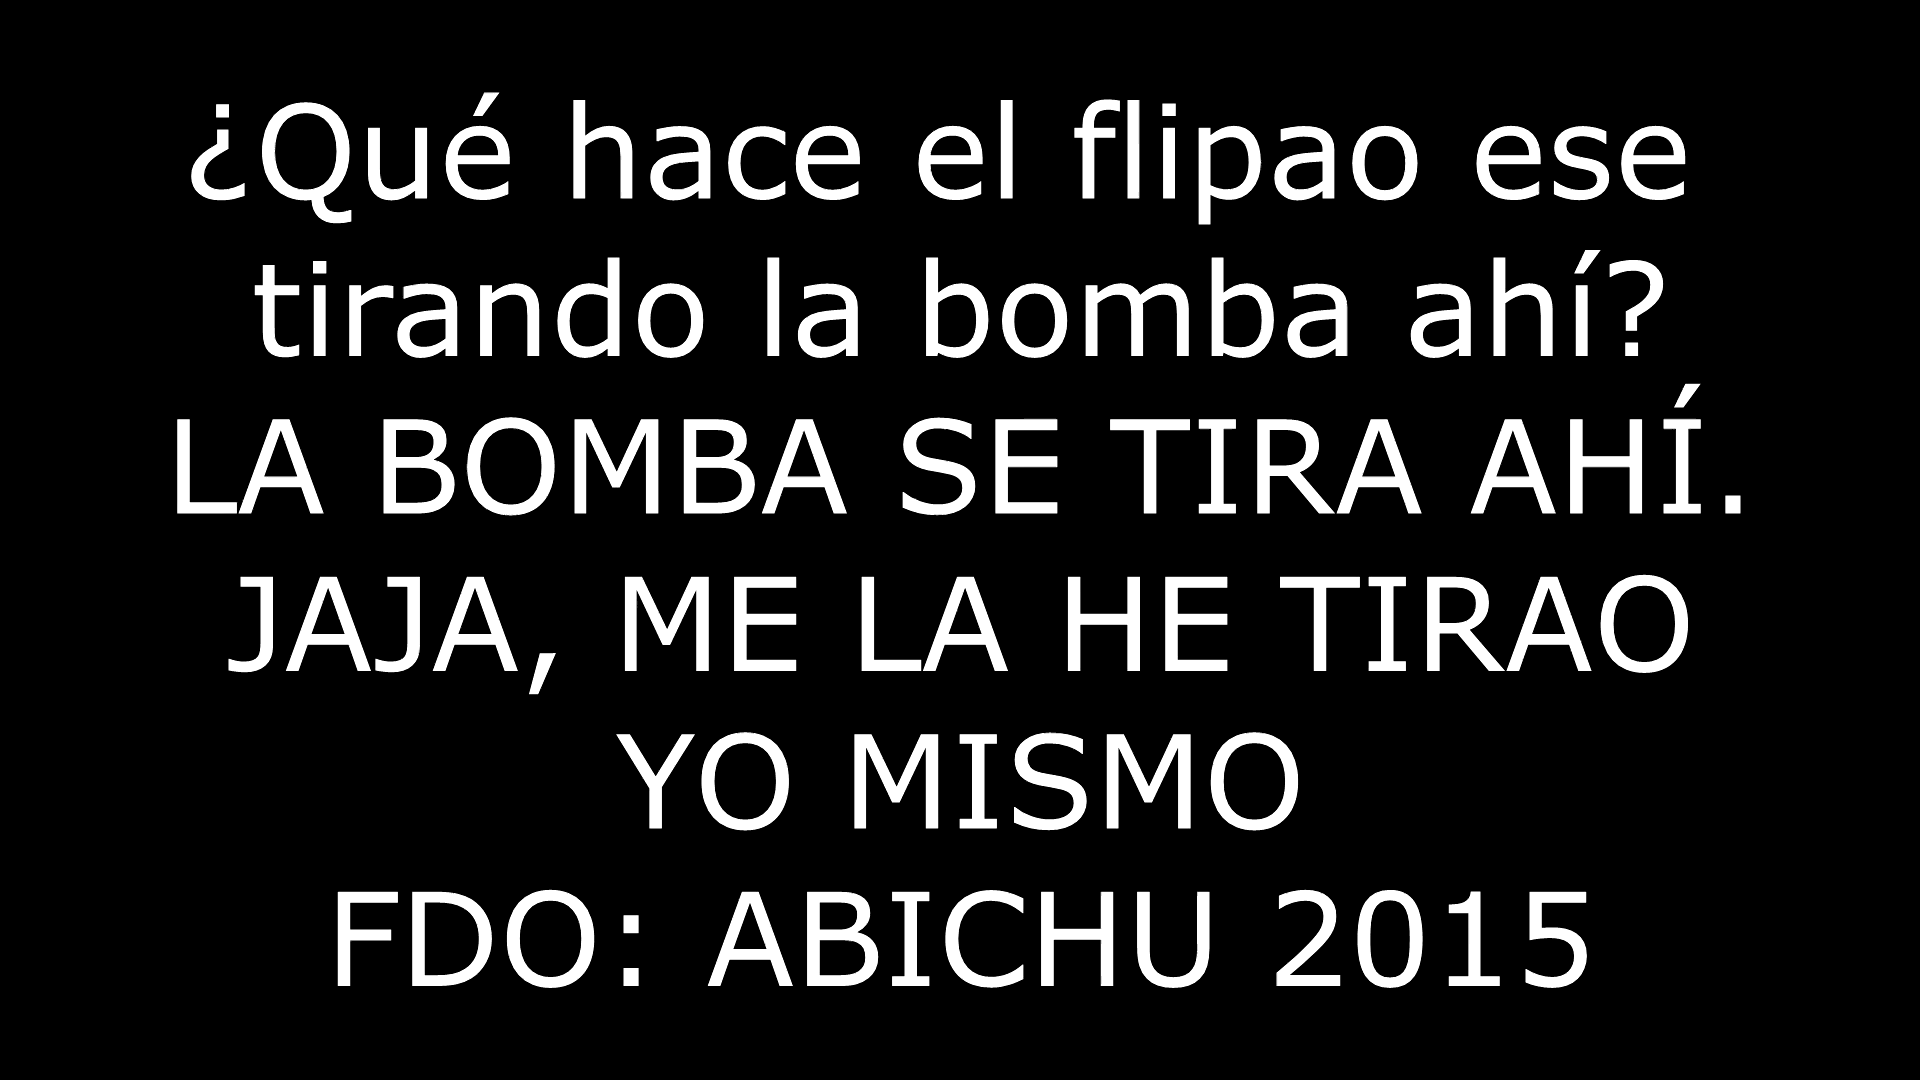 ¿Qué hace el flipao ese
tirando la bomba ahí?
LA BOMBA SE TIRA AHÍ.
JAJA, ME LA HE TIRAO
YO MISMO
FDO: ABICHU 2015